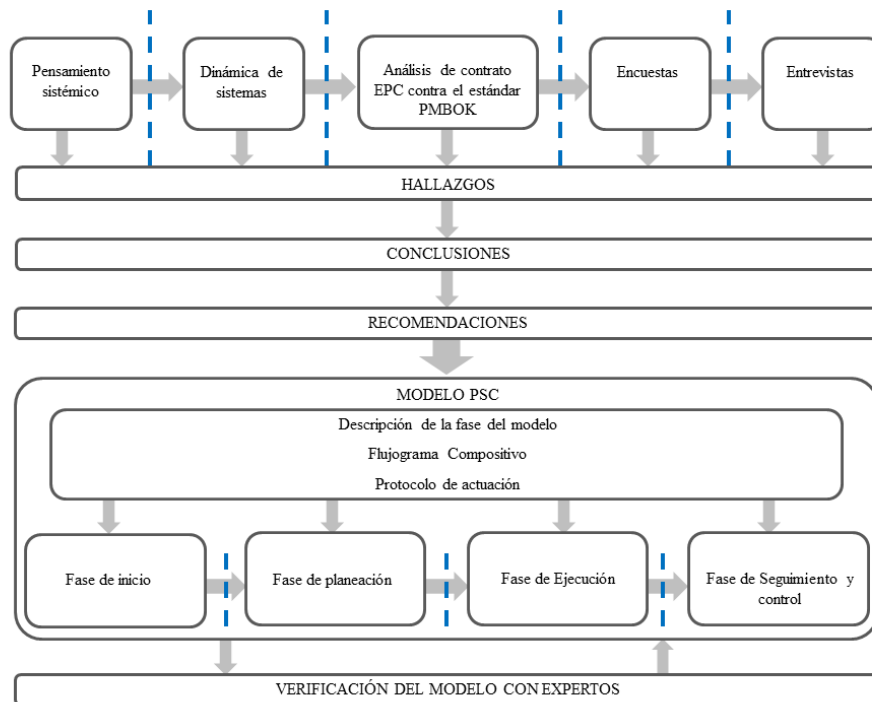 Pensamiento
sistémico
Dinámica de
sistemas
Análisis de contrato
EPC contra el estándar
PMBOK
Encuestas
Entrevistas
HALLAZGOS
CONCLUSIONES
RECOMENDACIONES
MODELO PSC
Descripción de la fase del modelo
Flujograma Compositivo
Protocolo de actuación
Fase de inicio
Fase de planeación
Fase de Ejecución
Fase de Seguimiento y
control
VERIFICACIÓN DEL MODELO CON EXPERTOS